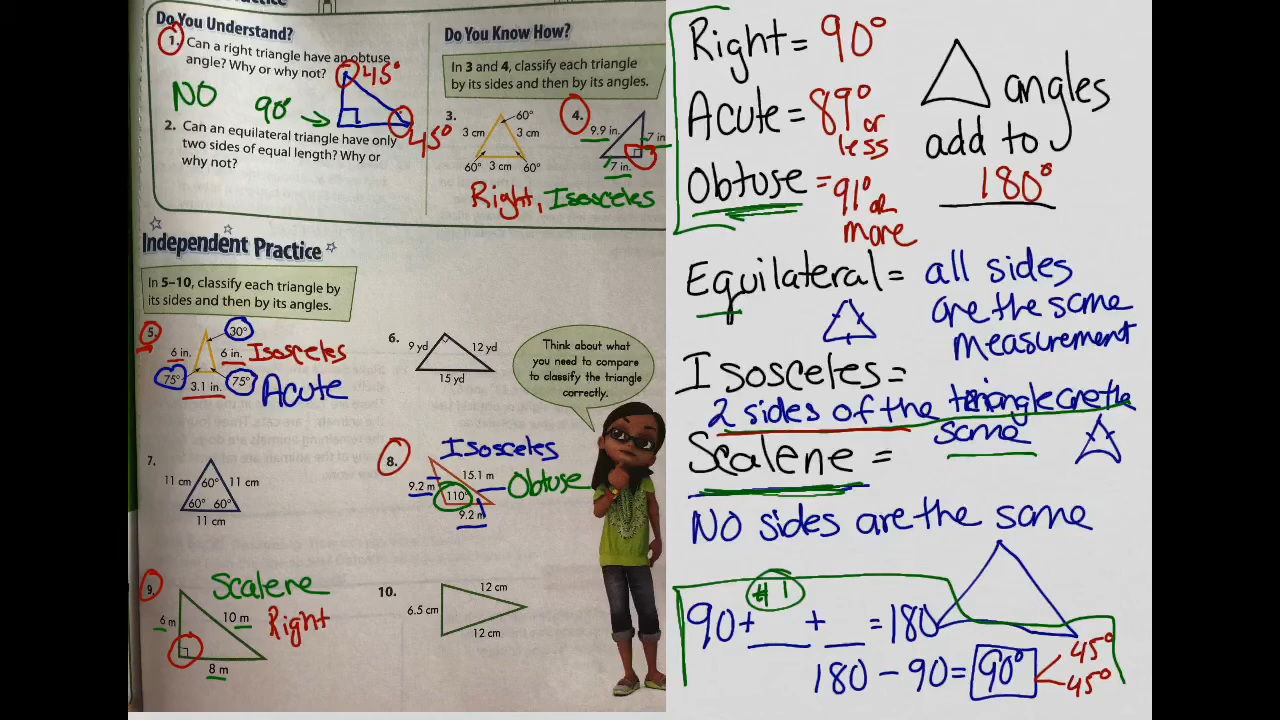 Do You Understand?
1. Can a right triangle have an obtuse
angle? Why or why not?
NO
90°
45°
45°
2. Can an equilateral triangle have only
two sides of equal length? Why or
why not?
Do You Know How?
In 3 and 4, classify each triangle
by its sides and then by its angles.
3.
60°
3 cm
3 cm
60°
3 cm
60°
4.
9.9 in.
7 in
7 in.
Right, Isosceles
Independent Practice
In 5–10, classify each triangle by
its sides and then by its angles.
5.
30°
6 in.
6 in.
Isosceles
75°
3.1 in.
75°
Acute
6.
9 yd
12 yd
15 yd
Think about what
you need to compare
to classify the triangle
correctly.
7.
11 cm
60°
11 cm
60° 60°
11 cm
8.
Isosceles
15.1 m
9.2 m
110°
Obtuse
9.2 m
9.
Scalene
6 m
10 m
Right
8 m
10.
12 cm
6.5 cm
12 cm
Right = 90°
Acute = 89° or
less
Obtuse = 91° or
more
angles
add to
180°
Equilateral = all sides
are the same
measurement
Isosceles =
2 sides of the triangle are the
same
Scalene =
NO sides are the same
#1
90 + __ + __ = 180
180 - 90 = 90°
45°
45°